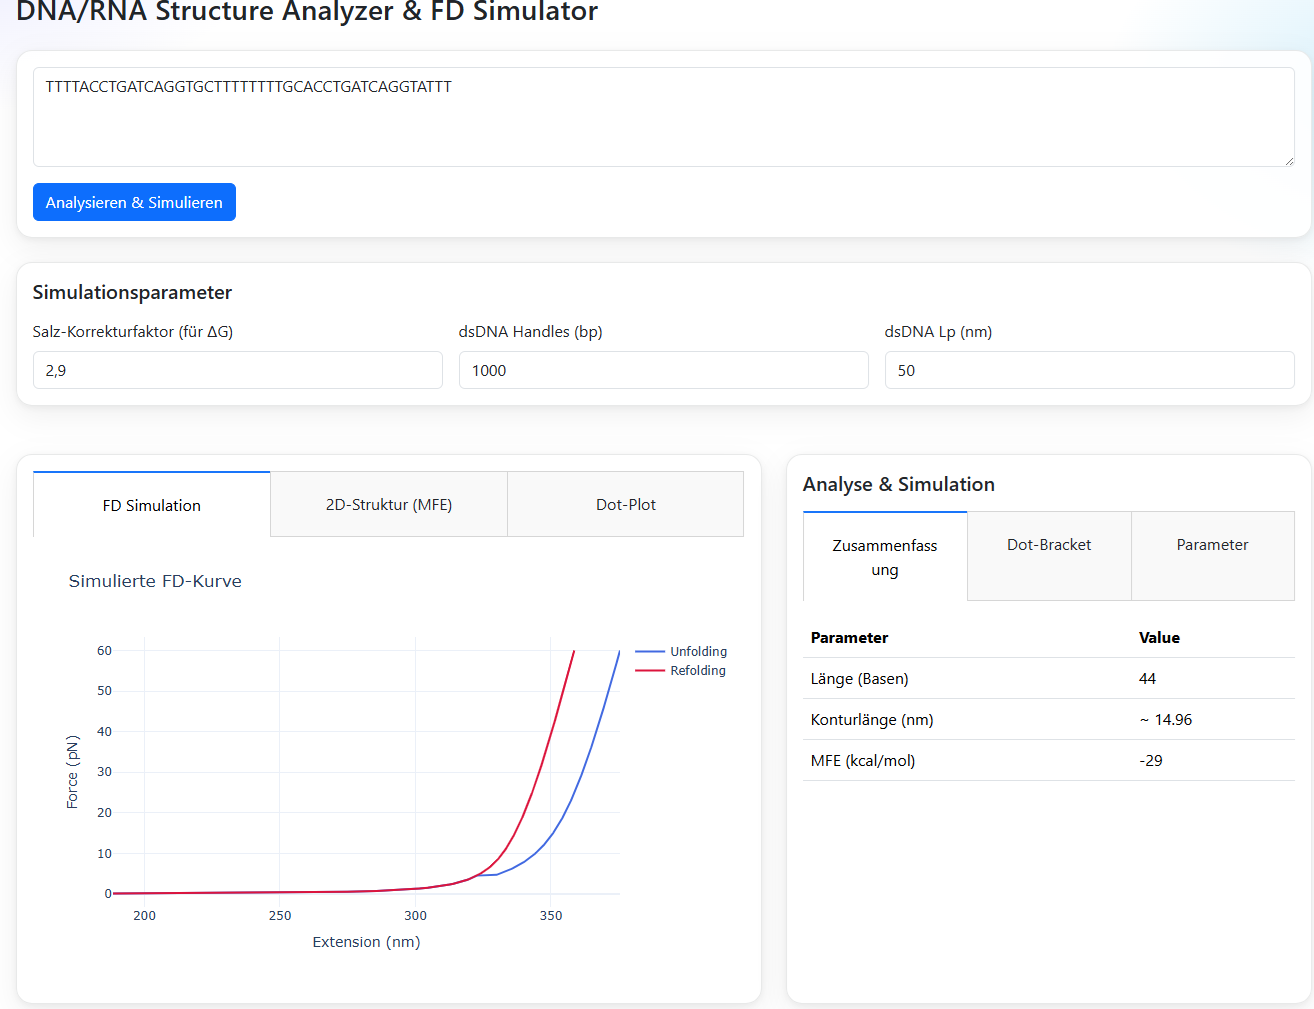 DNA/RNA Structure Analyzer & FD Simulator
TTTTACCTGATCAGGTGCTTTTTTTTGCACCTGATCAGGTATTT
Analysieren & Simulieren
Simulationsparameter
Salz-Korrekturfaktor (für ΔG)
dsDNA Handles (bp)
dsDNA Lp (nm)
2,9
1000
50
FD Simulation
2D-Struktur (MFE)
Dot-Plot
Simulierte FD-Kurve
60
50
40
30
20
10
0
Force (pN)
200
250
300
350
Extension (nm)
Unfolding
Refolding
Analyse & Simulation
Zusammenfass
ung
Dot-Bracket
Parameter
Parameter Value
Länge (Basen) 44
Konturlänge (nm) ~ 14.96
MFE (kcal/mol) -29